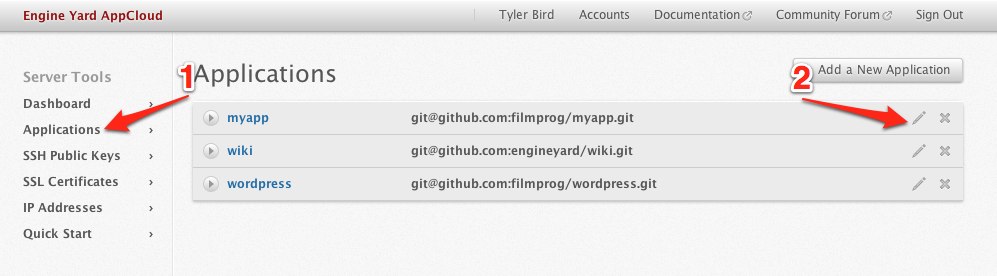 Engine Yard AppCloud
Tyler Bird Accounts Documentation Community Forum Sign Out
Server Tools
Dashboard
Applications
SSH Public Keys
SSL Certificates
IP Addresses
Quick Start
1
Applications
2
Add a New Application
myapp git@github.com:filmprog/myapp.git
wiki git@github.com:engineyard/wiki.git
wordpress git@github.com:filmprog/wordpress.git